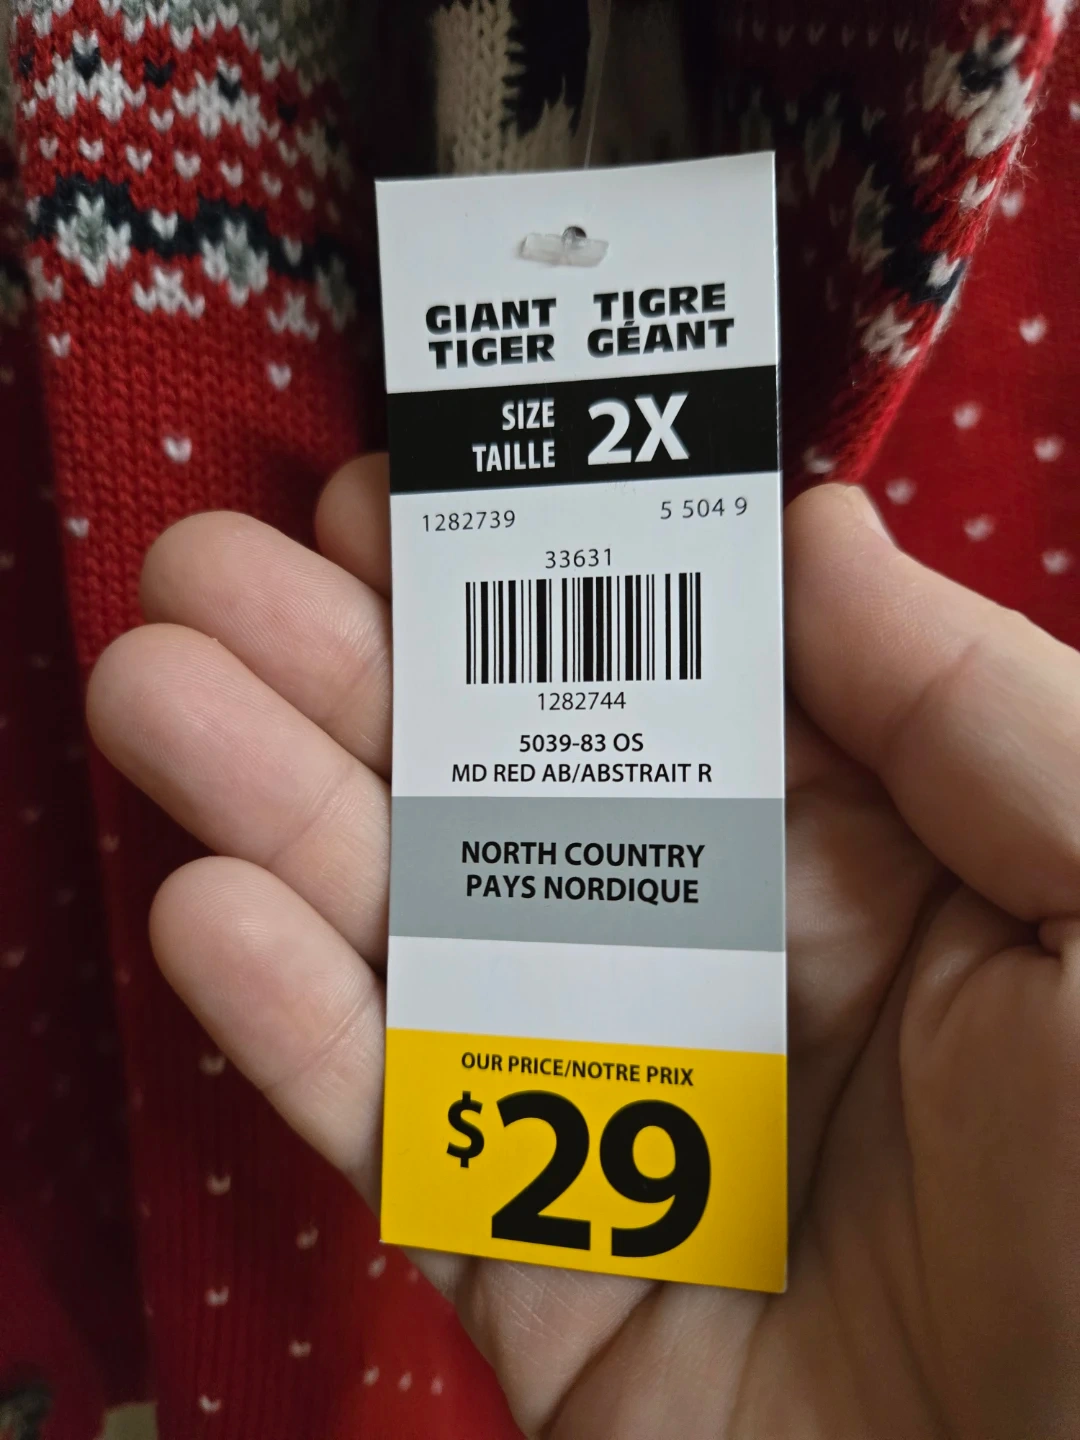 GIANT TIGER
TIGRE GÉANT
SIZE
TAILLE
2X
1282739
5 504 9
33631
1282744
5039-83 OS
MD RED AB/ABSTRAIT R
NORTH COUNTRY
PAYS NORDIQUE
OUR PRICE/NOTRE PRIX
$29